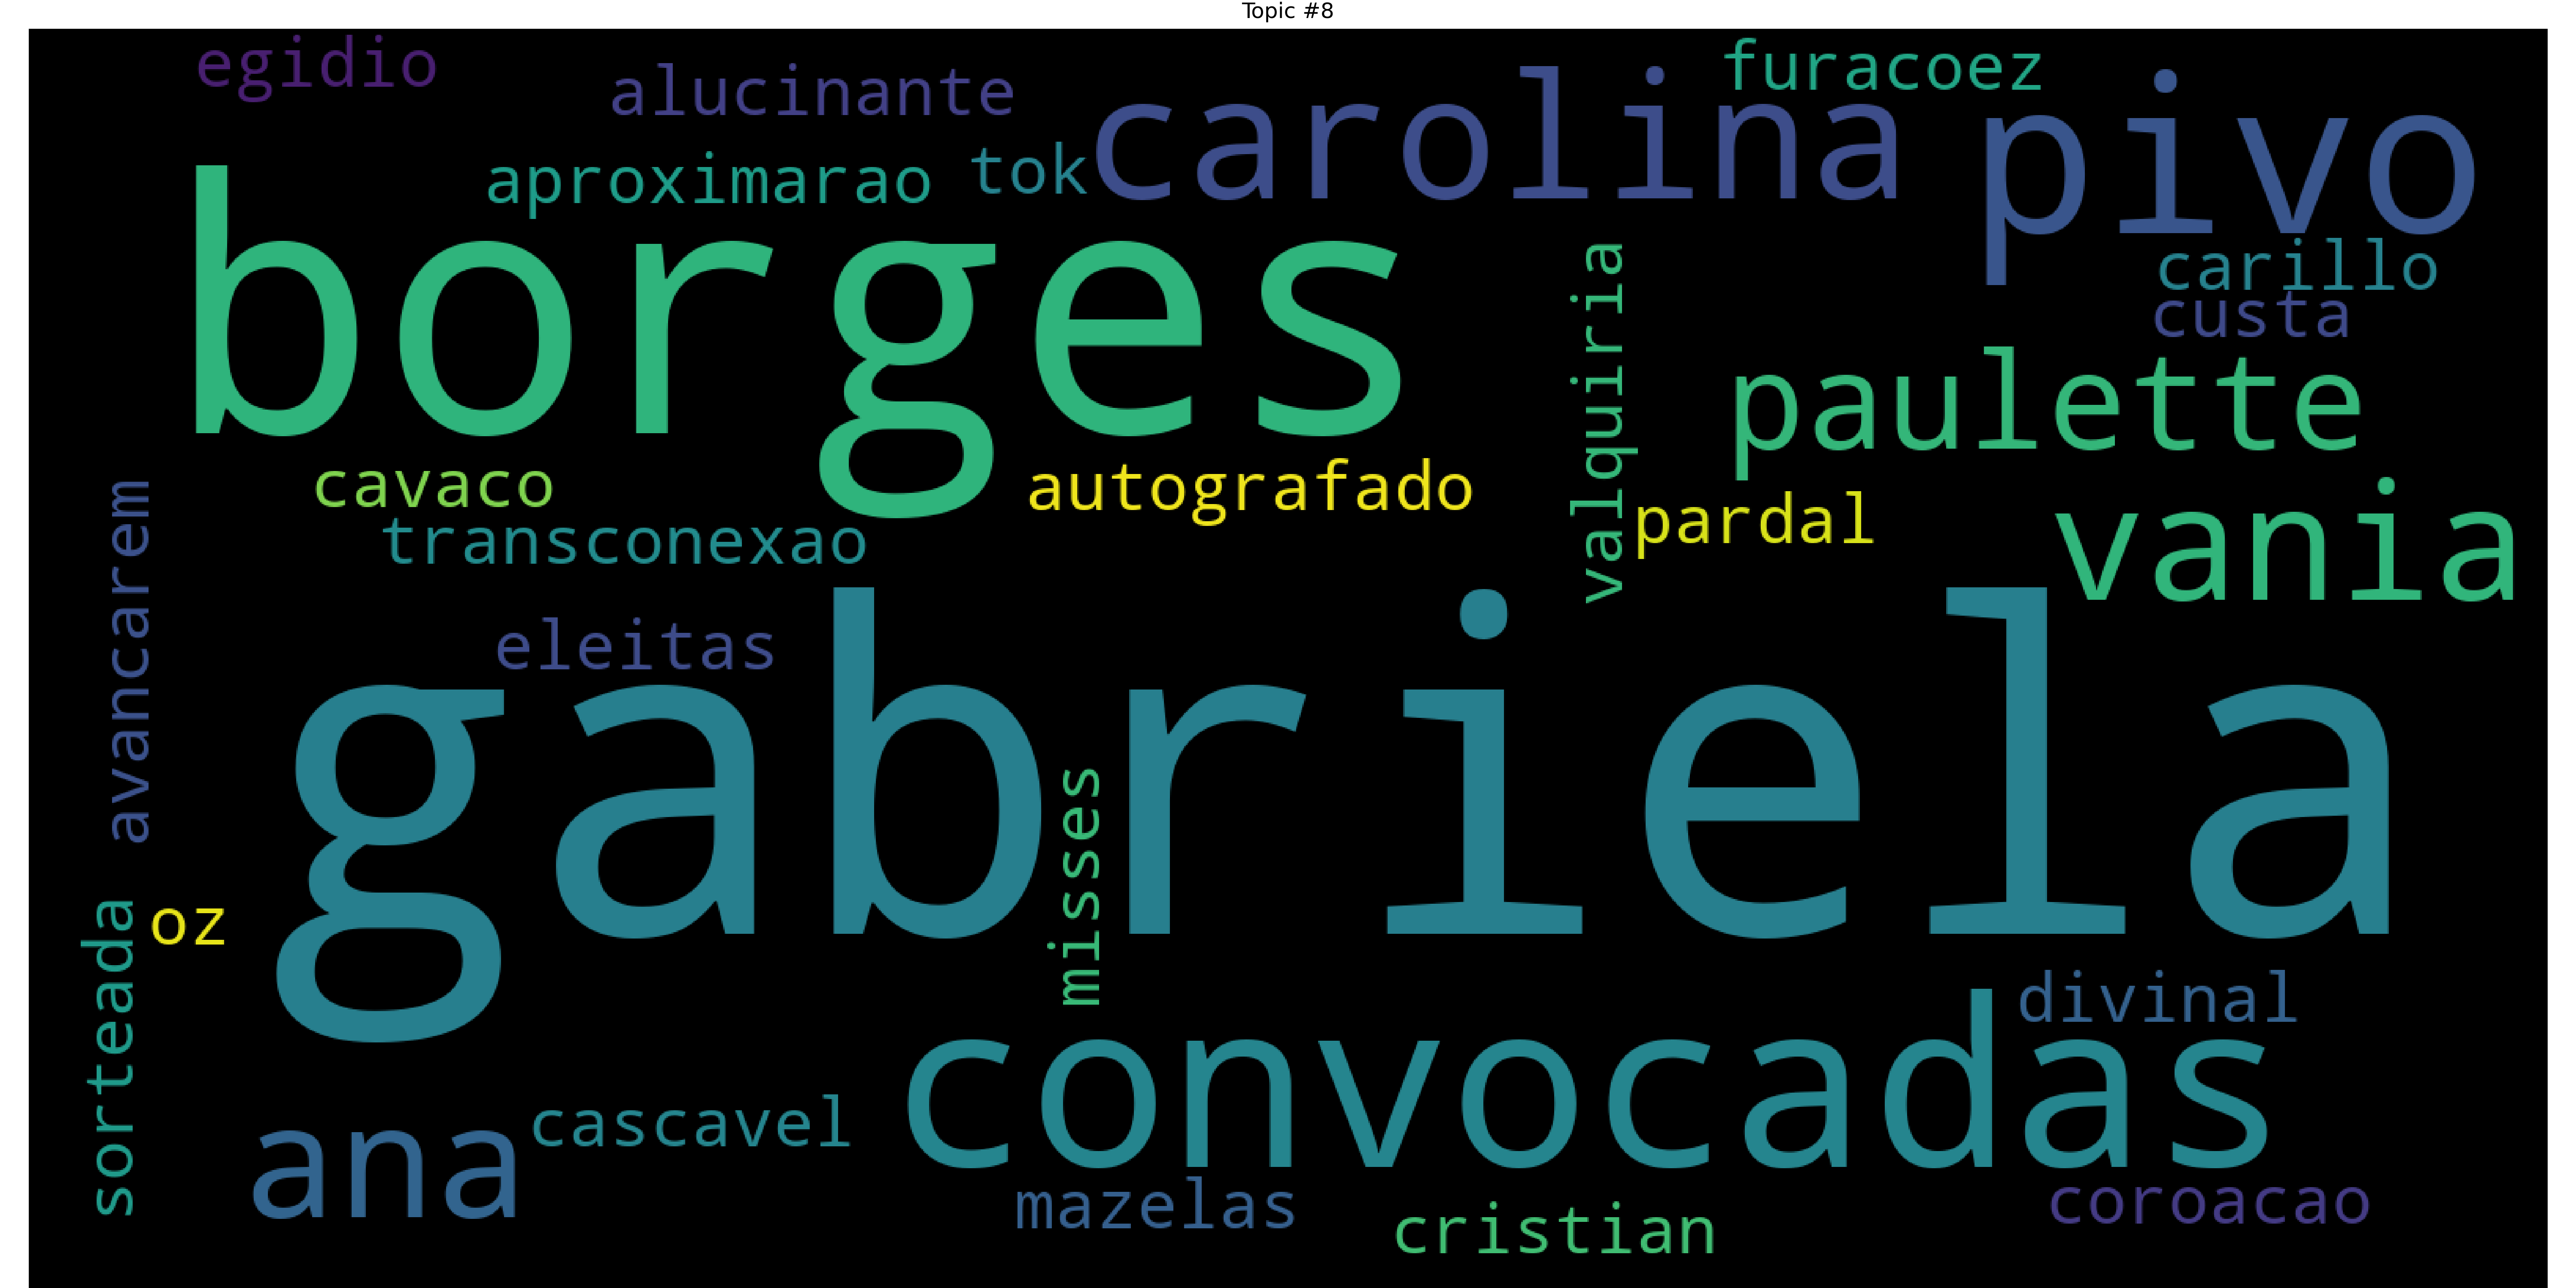 Topic #8
egidio
alucinante
furacoez
carolina
pivo
aproximarao
tok
borges
carillo
custa
valquiria
paulette
cavaco
autografado
pardal
vania
transconexao
avancarem
eleitas
gabriela
misses
oz
sorteada
divinal
convocadas
ana
cascavel
mazelas
cristian
coroacao